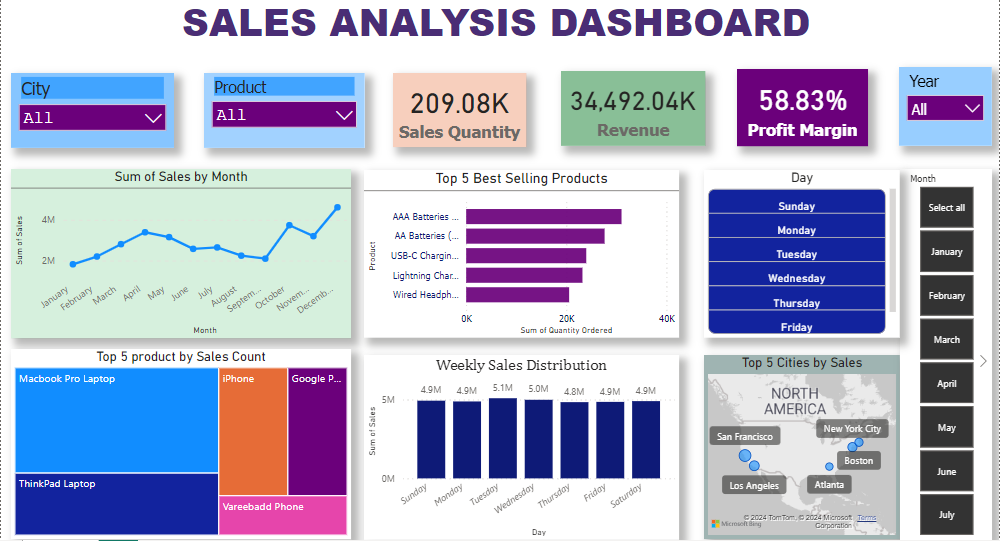 SALES ANALYSIS DASHBOARD
City
All
Product
All
209.08K
Sales Quantity
34,492.04K
Revenue
58.83%
Profit Margin
Year
All
Sum of Sales by Month
Sum of Sales
4M
2M
January
February
March
April
May
June
July
August
Septem...
October
Novem...
Decemb...
Month
Top 5 Best Selling Products
Product
AAA Batteries ...
AA Batteries (...
USB-C Chargin...
Lightning Char...
Wired Headph...
0K
20K
40K
Sum of Quantity Ordered
Day
Sunday
Monday
Tuesday
Wednesday
Thursday
Friday
Month
Select all
January
February
March
April
May
June
July
Top 5 product by Sales Count
Macbook Pro Laptop
iPhone
Google P...
ThinkPad Laptop
Vareebadd Phone
Weekly Sales Distribution
Sum of Sales
5M
0M
4.9M
4.9M
5.1M
5.0M
4.8M
4.9M
4.9M
Sunday
Monday
Tuesday
Wednesday
Thursday
Friday
Saturday
Day
Top 5 Cities by Sales
NORTH
AMERICA
San Francisco
New York City
Boston
Los Angeles
Atlanta
Microsoft Bing
© 2024 TomTom, © 2024 Microsoft
Corporation
Terms